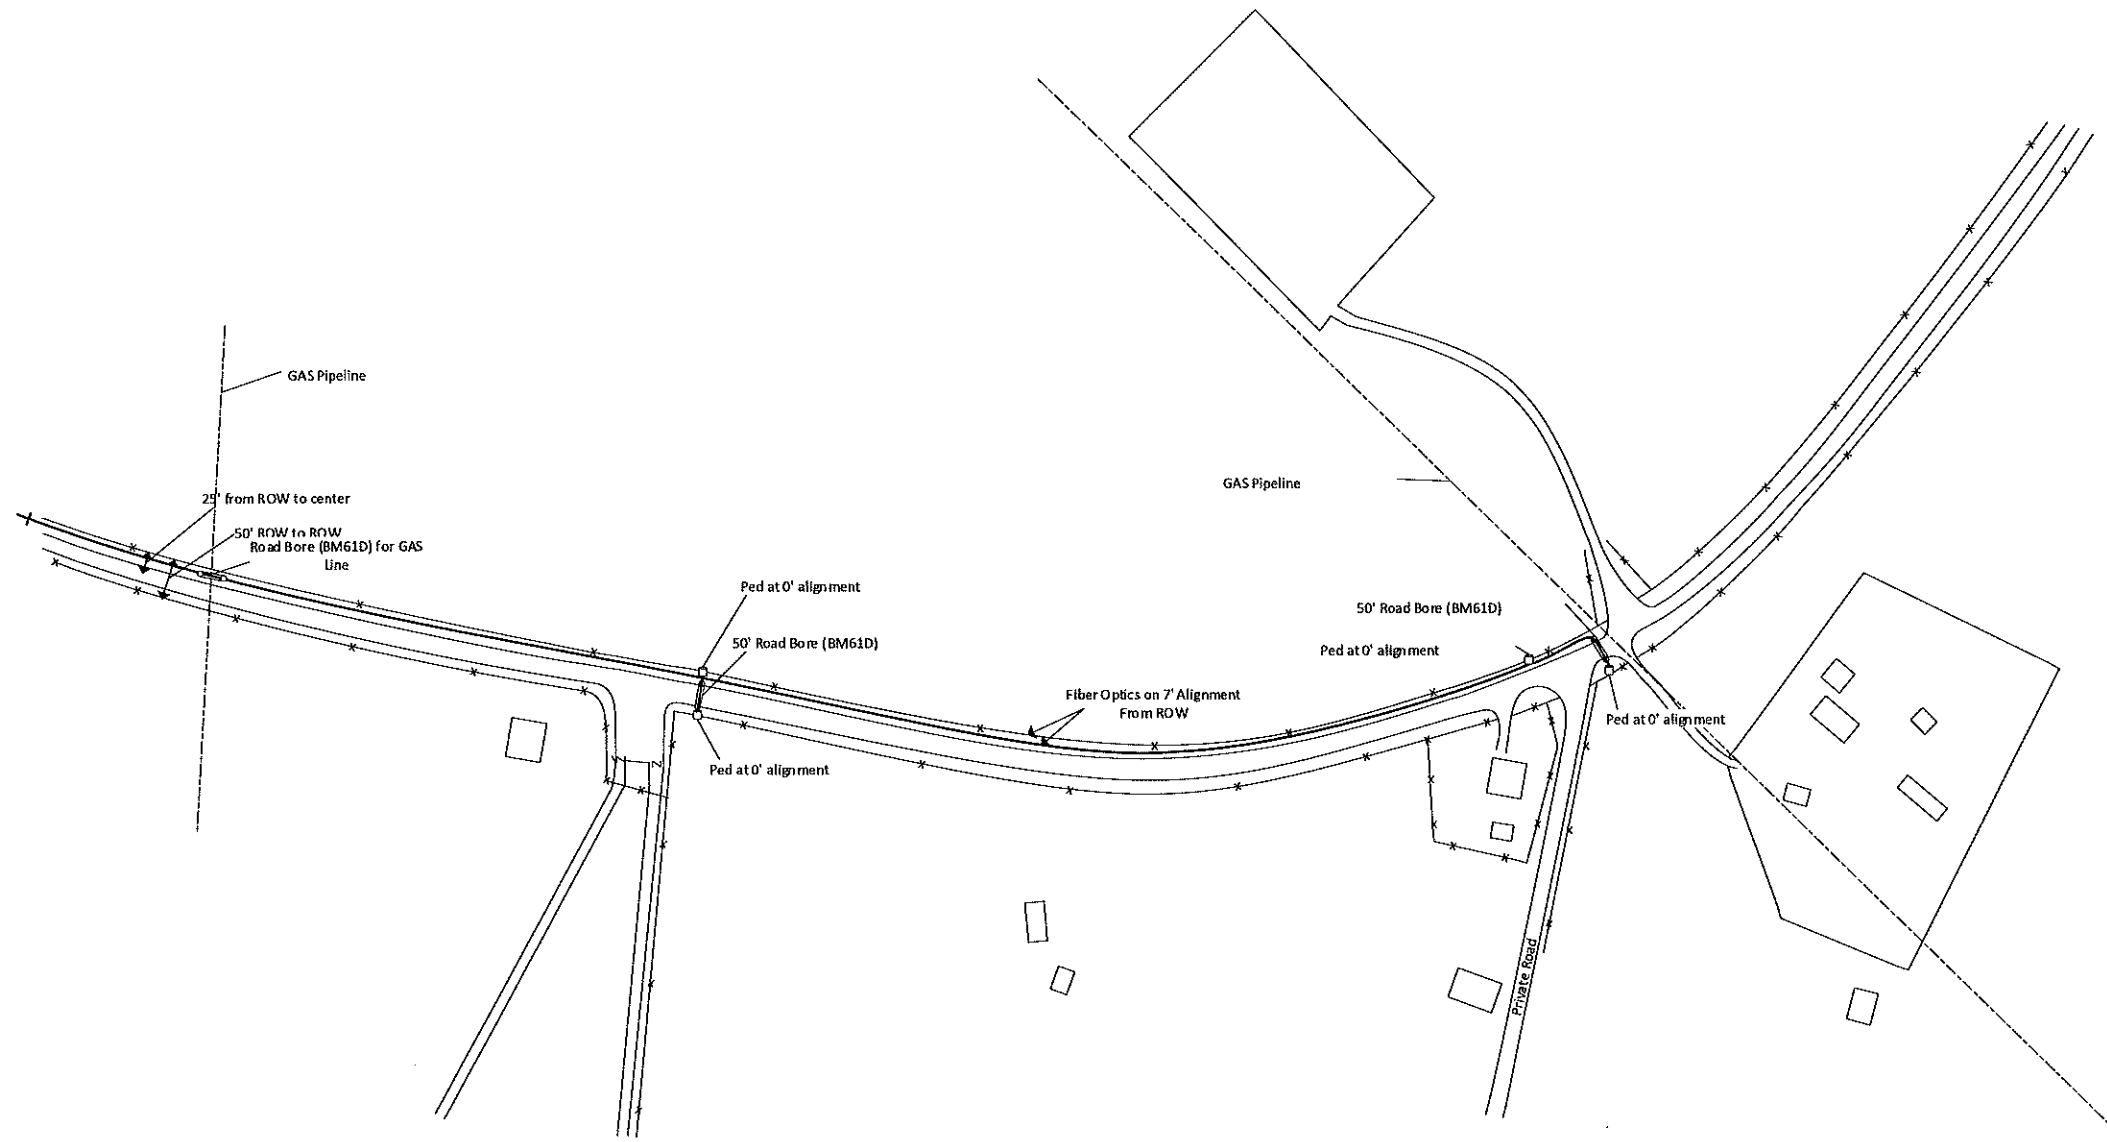 GAS Pipeline
GAS Pipeline
25' from ROW to center
50' ROW to ROW
Road Bore (BM61D) for GAS
Line
Ped at 0' alignment
50' Road Bore (BM61D)
50' Road Bore (BM61D)
Ped at 0' alignment
Fiber Optics on 7' Alignment
From ROW
Ped at 0' alignment
Ped at 0' alignment
Private Road